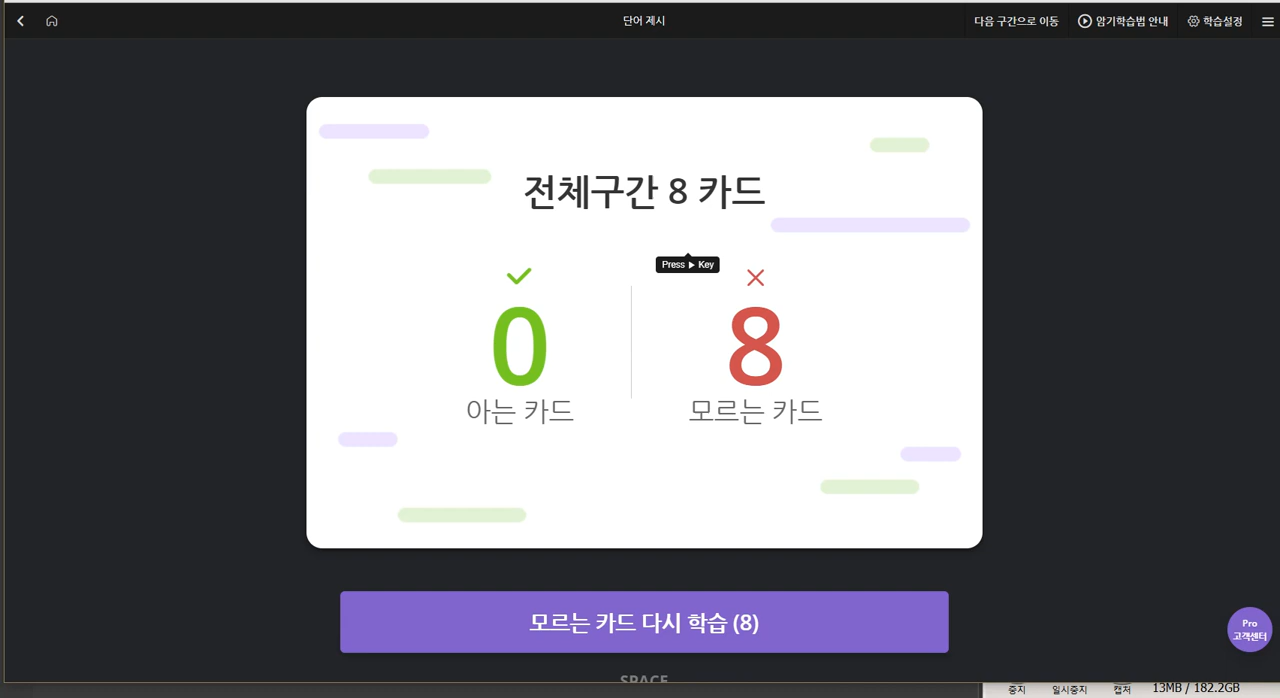 단어 제시
다음 구간으로 이동
암기학습법 안내
학습설정
전체구간 8 카드
Press ▶ Key
0
8
아는 카드
모르는 카드
모르는 카드 다시 학습 (8)
SPACE
Pro
고객센터
중지
일시중지
캡처
13MB / 182.2GB